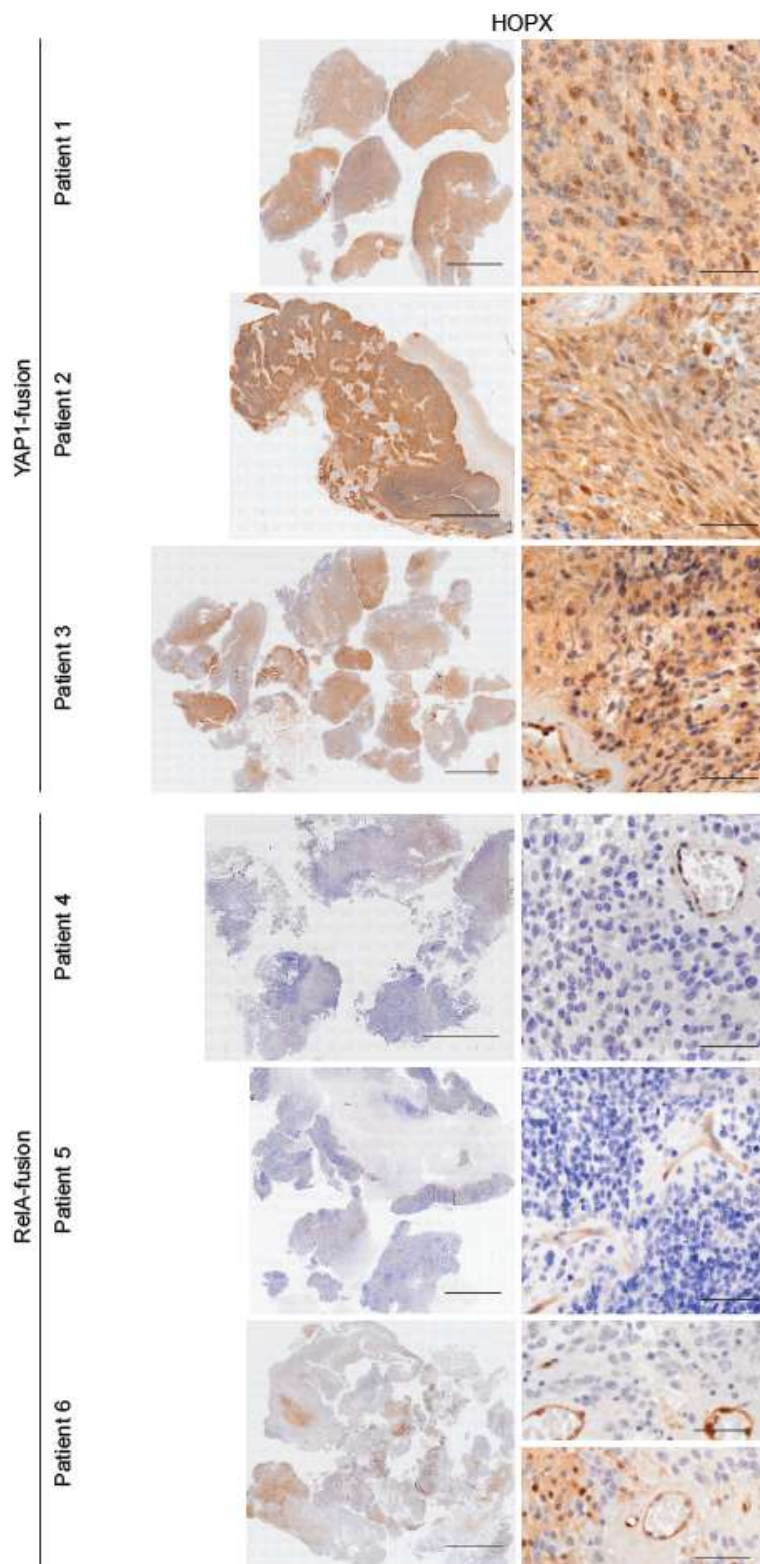 HOPX
YAP1-fusion
Patient 1
Patient 2
Patient 3
RelA-fusion
Patient 4
Patient 5
Patient 6